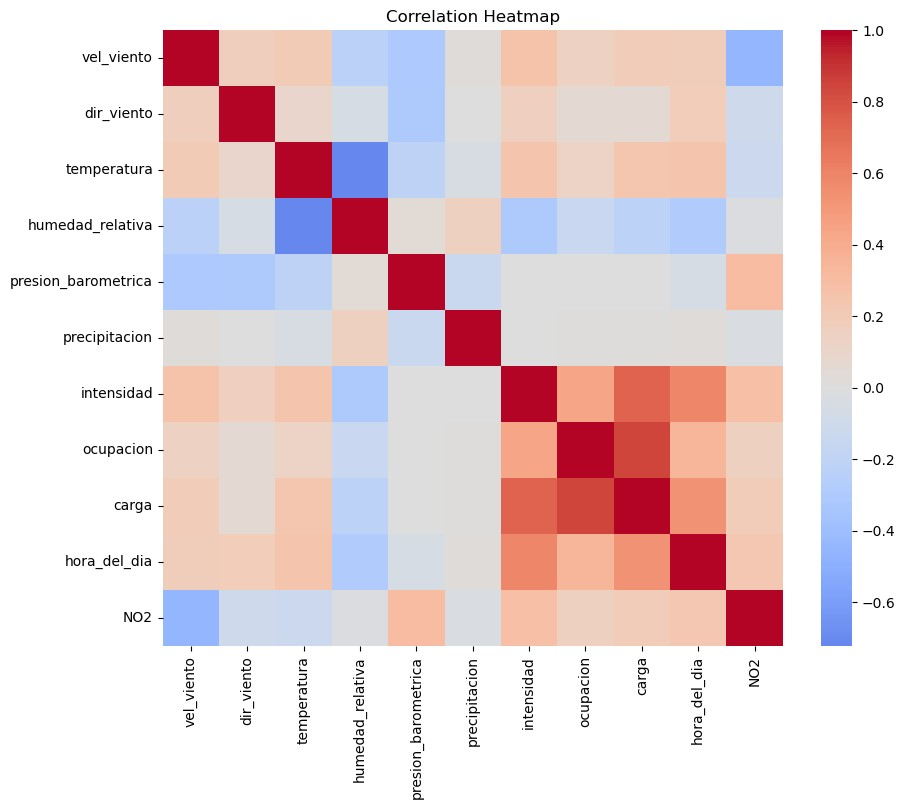 Correlation Heatmap
vel_viento
dir_viento
temperatura
humedad_relativa
presion_barometrica
precipitacion
intensidad
ocupacion
carga
hora_del_dia
NO2
vel_viento
dir_viento
temperatura
humedad_relativa
presion_barometrica
precipitacion
intensidad
ocupacion
carga
hora_del_dia
NO2
1.0
0.8
0.6
0.4
0.2
0.0
−0.2
−0.4
−0.6